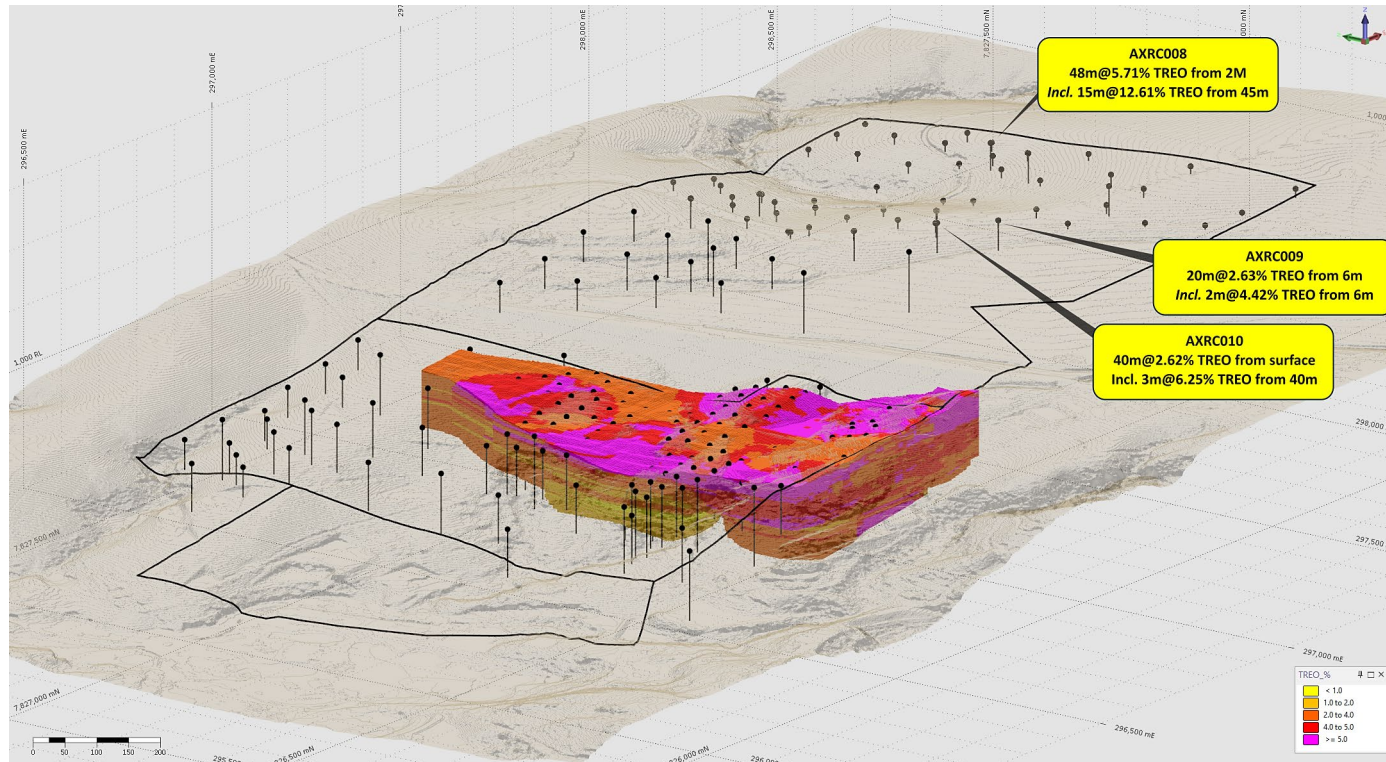 297
298,000 mE
298,500 mE
7,827,500 mN
000 mN
297,000 mE
296,500 mE
Z
AXRC008
48m@5.71% TREO from 2M
Incl. 15m@12.61% TREO from 45m
1,000
AXRC009
20m@2.63% TREO from 6m
Incl. 2m@4.42% TREO from 6m
AXRC010
40m@2.62% TREO from surface
Incl. 3m@6.25% TREO from 40m
1,000 RL
298,000
297,500
7,827,500 mN
297,000 mE
7,827,000 mN
296,500 mE
TREO_%
< 1.0
1.0 to 2.0
2.0 to 4.0
4.0 to 5.0
>= 5.0
0 50 100 150 200